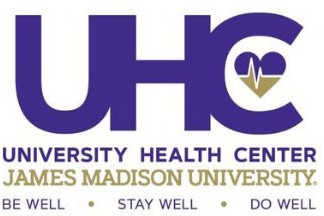 UHC
UNIVERSITY HEALTH CENTER
JAMES MADISON UNIVERSITY®
BE WELL • STAY WELL • DO WELL